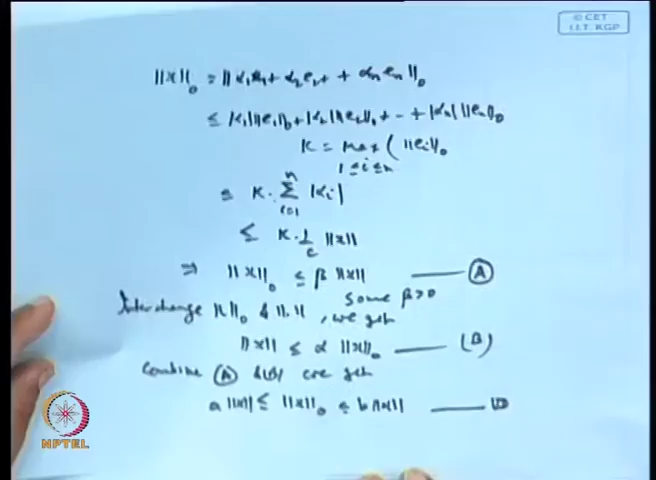 © CET
I.I.T. KGP
||x||₀ = ||α₁e₁ + α₂e₂ + + αₙeₙ||₀
≤ |α₁| ||e₁||₀ + |α₂| ||e₂||₀ + - + |αₙ| ||eₙ||₀
K = max ( ||eᵢ||₀
1≤i≤n
≤ K · Σ |αᵢ|
n
i=1
≤ K · 1/c ||x||
⇒ ||x||₀ ≤ β ||x|| —— (A)
Some β>0
Interchange ||·||₀ & ||·||, we get
||x|| ≤ α ||x||₀ —— (B)
Combine (A) & (B) we get
a ||x|| ≤ ||x||₀ ≤ b ||x|| ——
NPTEL